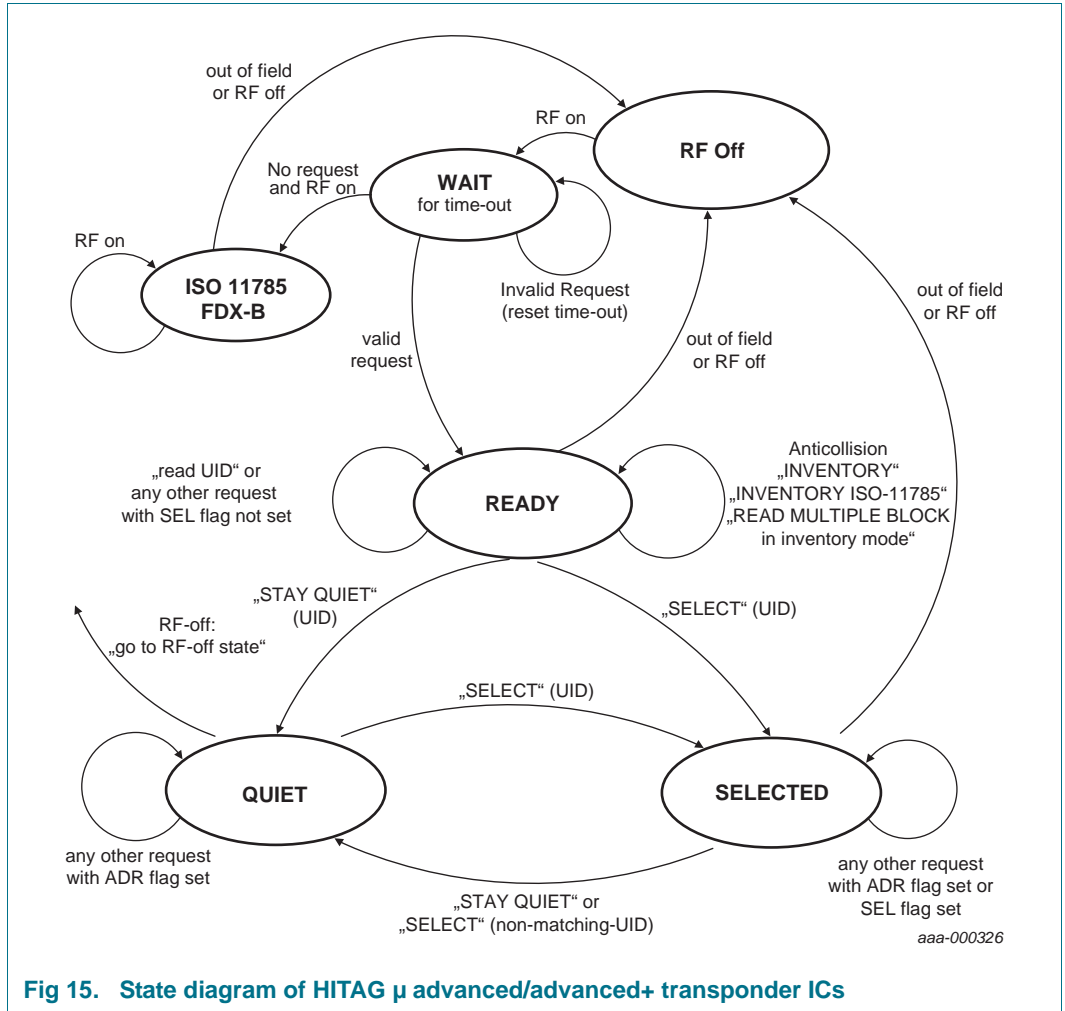 out of field
or RF off
RF on
RF Off
No request
and RF on
WAIT
for time-out
RF on
ISO 11785
FDX-B
Invalid Request
(reset time-out)
out of field
or RF off
valid
request
out of field
or RF off
„read UID“ or
any other request
with SEL flag not set
READY
Anticollision
„INVENTORY“
„INVENTORY ISO-11785“
„READ MULTIPLE BLOCK
in inventory mode“
„STAY QUIET“
(UID)
„SELECT“ (UID)
RF-off:
„go to RF-off state“
„SELECT“ (UID)
QUIET
SELECTED
any other request
with ADR flag set
„STAY QUIET“ or
„SELECT“ (non-matching-UID)
any other request
with ADR flag set or
SEL flag set
aaa-000326
Fig 15. State diagram of HITAG μ advanced/advanced+ transponder ICs